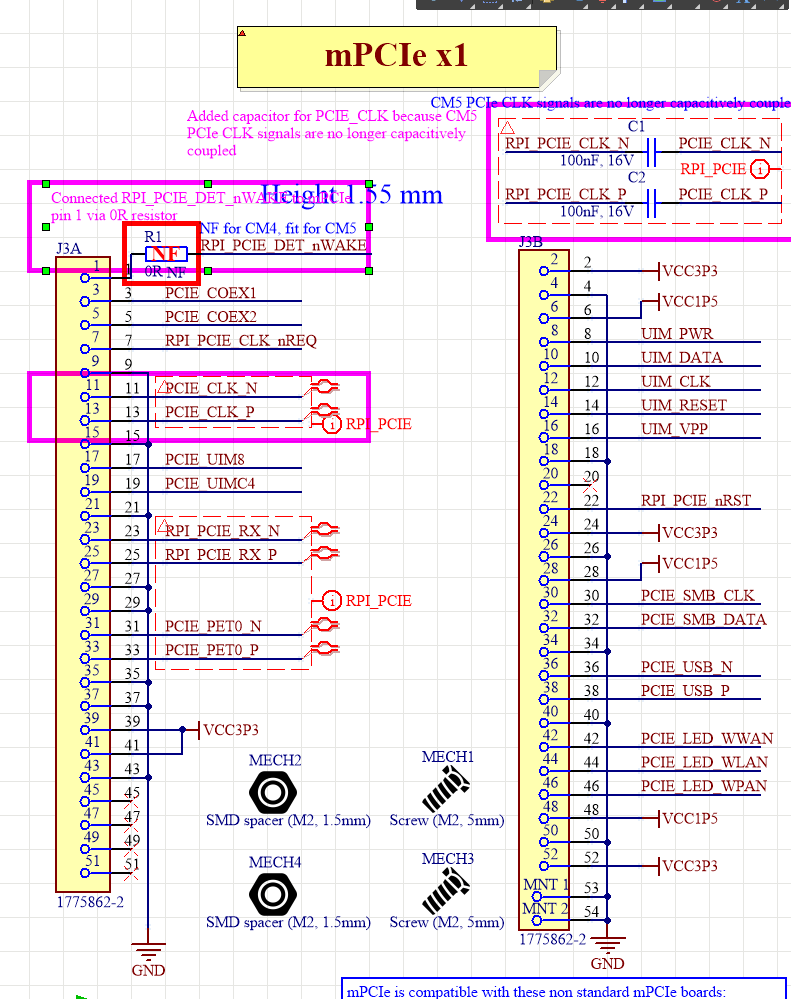 mPCIe x1
CM5 PCIe CLK signals are no longer capacitively couple
Added capacitor for PCIE_CLK because CM5
PCIe CLK signals are no longer capacitively
coupled
C1
RPI_PCIE_CLK_N
PCIE_CLK_N
100nF, 16V
RPI_PCIE
i
C2
RPI_PCIE_CLK_P
PCIE_CLK_P
100nF, 16V
Connected RPI_PCIE_DET_nWAKE to mPCIe
pin 1 via 0R resistor
Height 1.55 mm
NF for CM4, fit for CM5
R1
NF
0R NF
RPI_PCIE_DET_nWAKE
J3A
1 1
3 3 PCIE_COEX1
5 5 PCIE_COEX2
7 7 RPI_PCIE_CLK_nREQ
9 9
11 11 PCIE_CLK_N
13 13 PCIE_CLK_P
i RPI_PCIE
15 15
17 17 PCIE_UIM8
19 19 PCIE_UIMC4
21 21
23 23 RPI_PCIE_RX_N
25 25 RPI_PCIE_RX_P
27 27
29 29
i RPI_PCIE
31 31 PCIE_PET0_N
33 33 PCIE_PET0_P
35 35
37 37
39 39 VCC3P3
41 41
43 43
45 45
47 47
49 49
51 51
1775862-2
GND
MECH2
SMD spacer (M2, 1.5mm)
MECH1
Screw (M2, 5mm)
MECH4
SMD spacer (M2, 1.5mm)
MECH3
Screw (M2, 5mm)
J3B
2 2 VCC3P3
4 4
VCC1P5
6 6
8 8 UIM_PWR
10 10 UIM_DATA
12 12 UIM_CLK
14 14 UIM_RESET
16 16 UIM_VPP
18 18
20 20
22 22 RPI_PCIE_nRST
24 24 VCC3P3
26 26
VCC1P5
28 28
30 30 PCIE_SMB_CLK
32 32 PCIE_SMB_DATA
34 34
36 36 PCIE_USB_N
38 38 PCIE_USB_P
40 40
42 42 PCIE_LED_WWAN
44 44 PCIE_LED_WLAN
46 46 PCIE_LED_WPAN
48 48 VCC1P5
50 50
52 52 VCC3P3
MNT 1 53
MNT 2 54
1775862-2
GND
mPCIe is compatible with these non standard mPCIe boards: